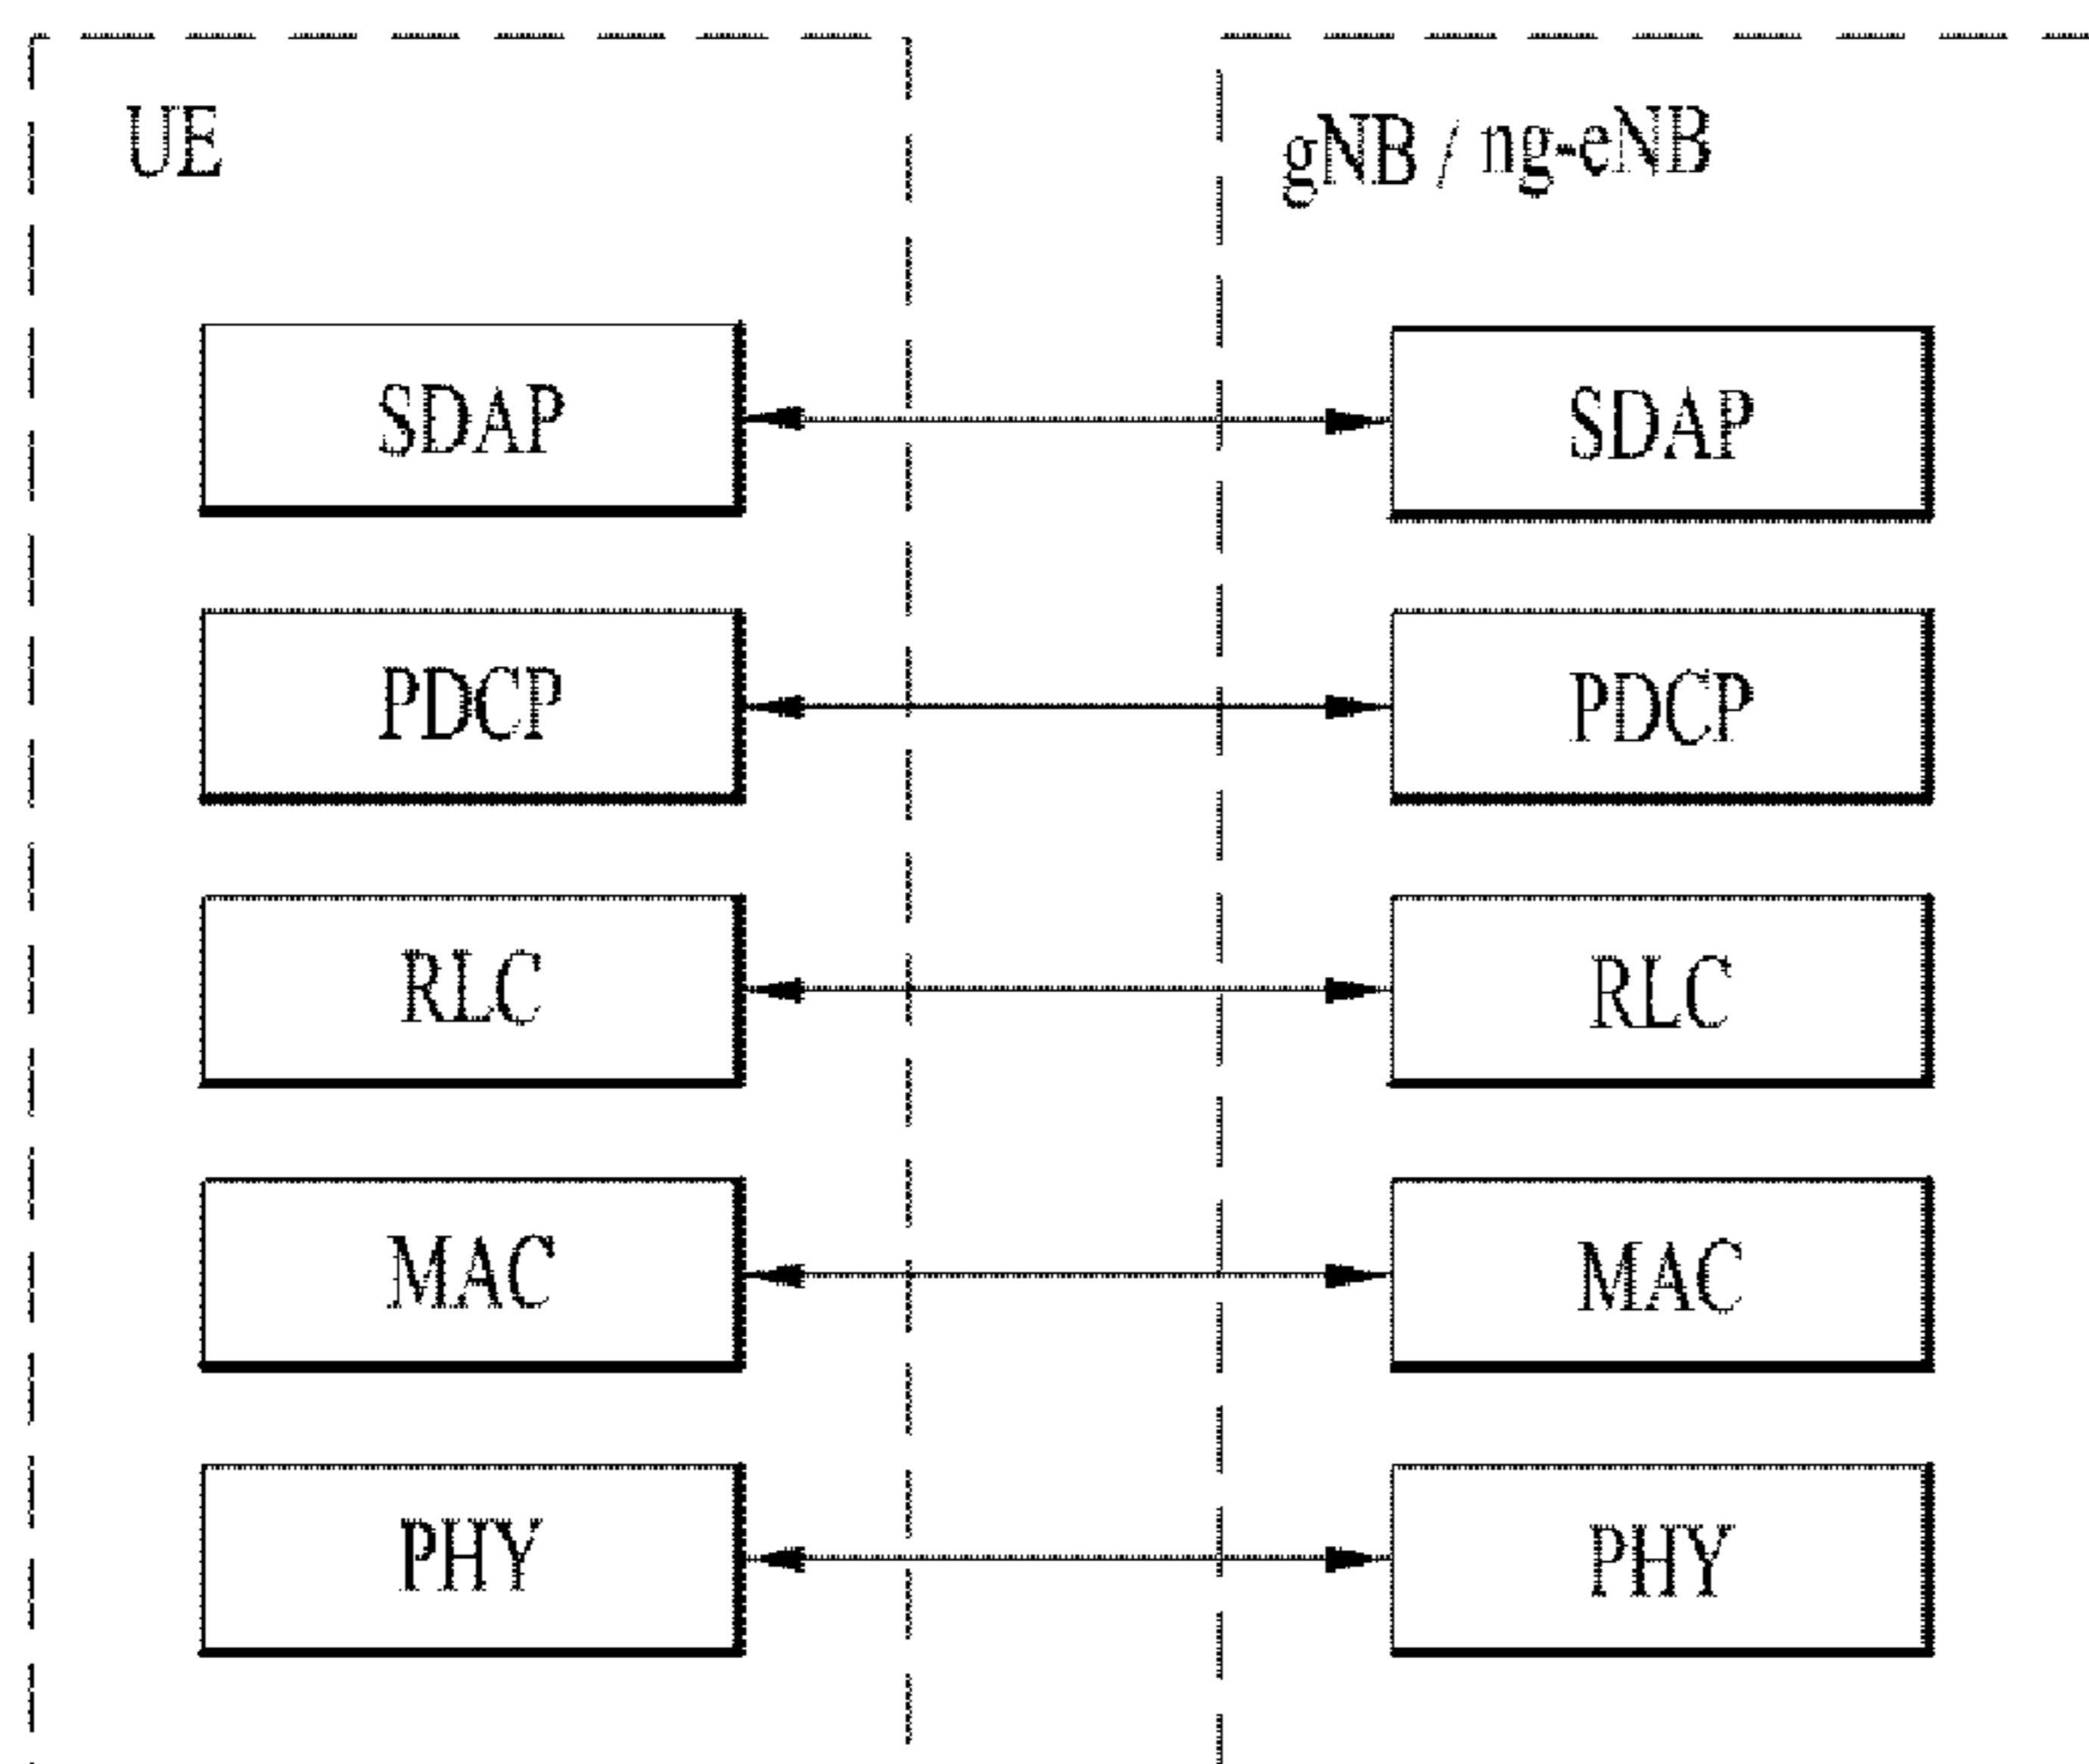 UE
gNB / ng-eNB
SDAP
SDAP
PDCP
PDCP
RLC
RLC
MAC
MAC
PHY
PHY